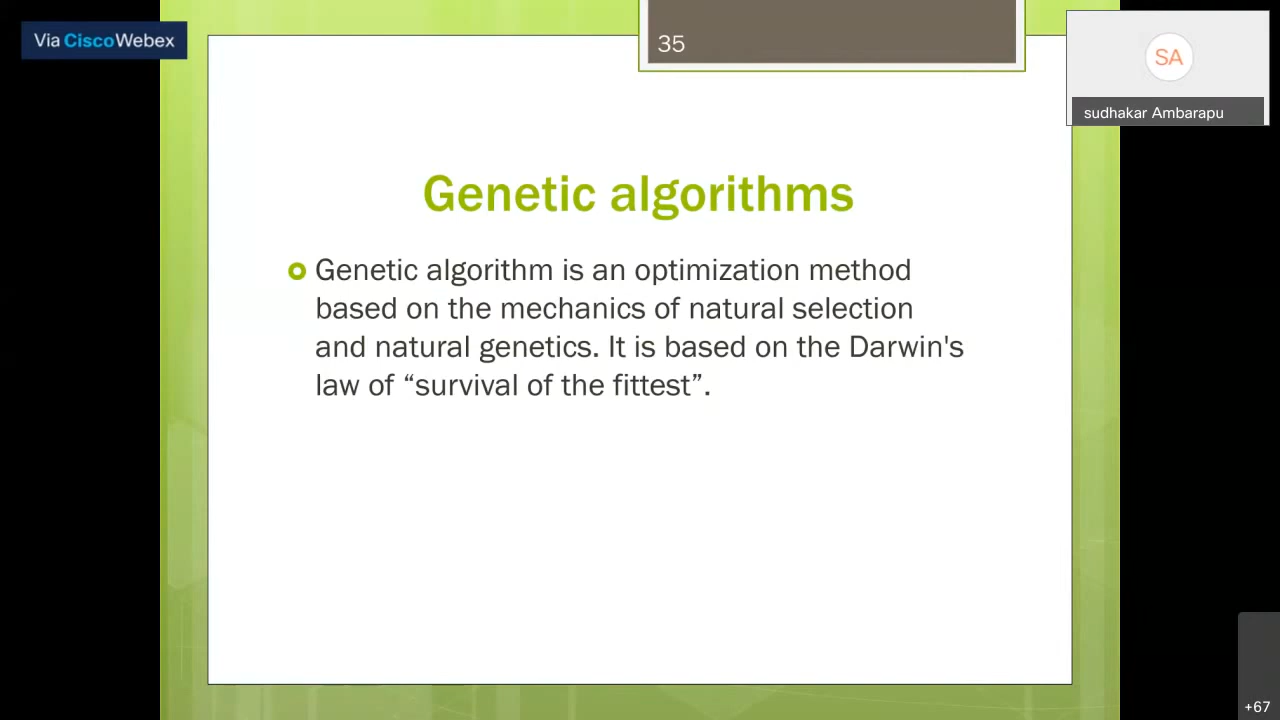 Via CiscoWebex
35
SA
sudhakar Ambarapu
Genetic algorithms
Genetic algorithm is an optimization method
based on the mechanics of natural selection
and natural genetics. It is based on the Darwin's
law of “survival of the fittest”.
+67